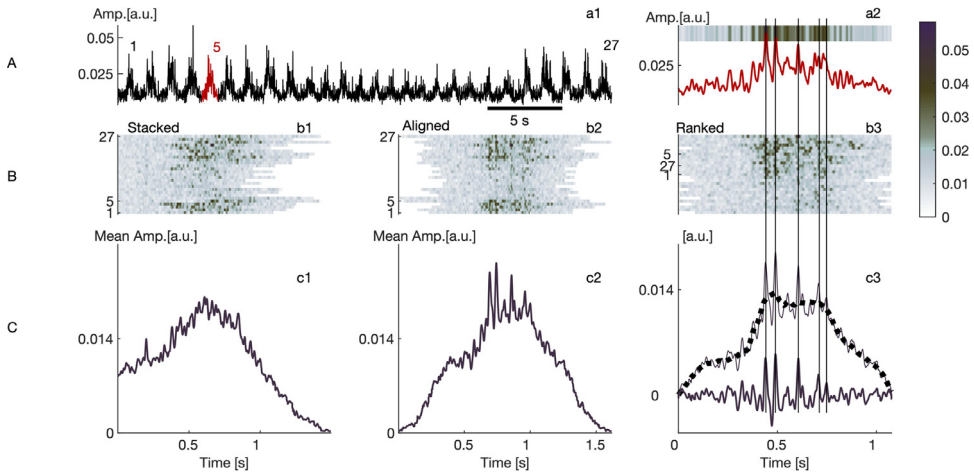 Amp.[a.u.] a1
0.05
1 5 27
A
0.025
5 s
Amp.[a.u.] a2
0.025
0.05
0.04
0.03
0.02
0.01
0
Stacked b1
27
B
5
1
Aligned b2
27
5
1
Ranked b3
5
27
1
Mean Amp.[a.u.]
c1
C
0.014
0
0.5 1
Time [s]
Mean Amp.[a.u.]
c2
0.014
0
0.5 1 1.5
Time [s]
[a.u.]
c3
0.014
0
0 0.5 1
Time [s]